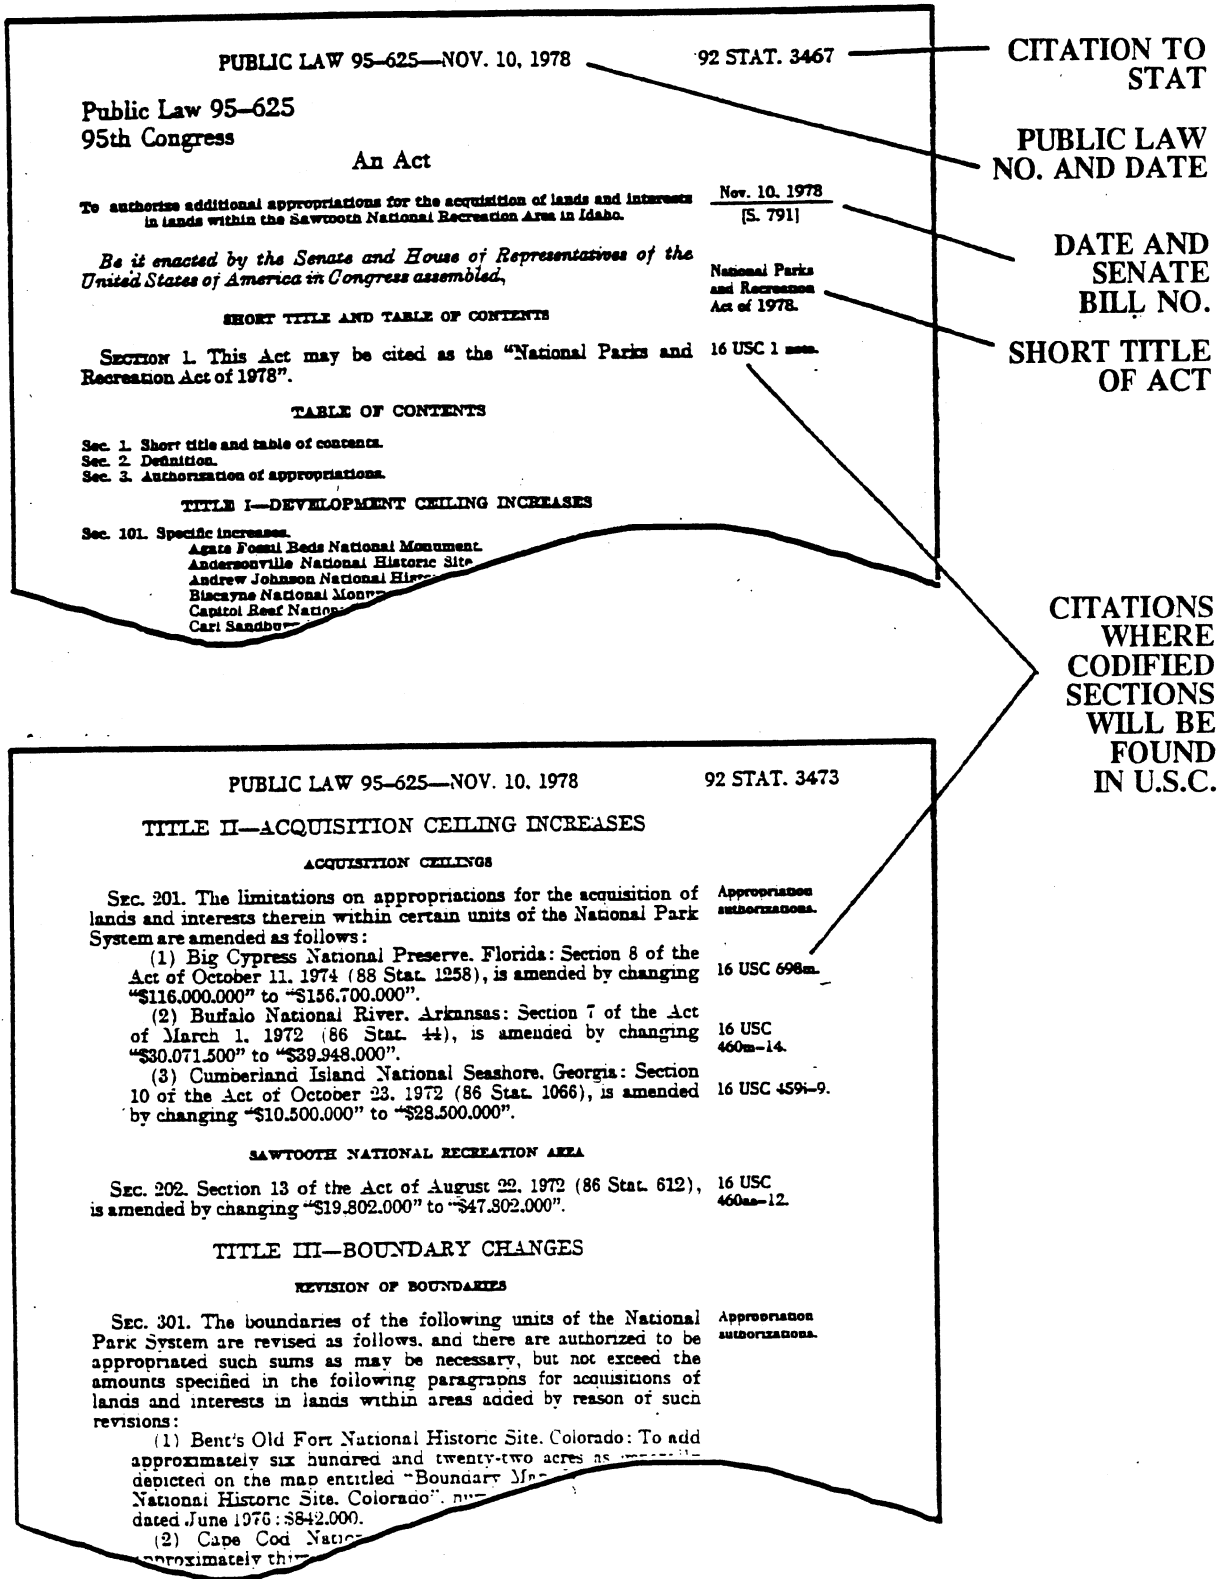 PUBLIC LAW 95–625—NOV. 10, 1978
92 STAT. 3467
CITATION TO
STAT
Public Law 95–625
95th Congress
An Act
PUBLIC LAW
NO. AND DATE
To authorize additional appropriations for the acquisition of lands and interests
in lands within the Sawtooth National Recreation Area in Idaho.
Nov. 10, 1978
[S. 791]
DATE AND
SENATE
BILL NO.
Be it enacted by the Senate and House of Representatives of the
United States of America in Congress assembled,
National Parks
and Recreation
Act of 1978.
SHORT TITLE AND TABLE OF CONTENTS
SHORT TITLE
OF ACT
SECTION 1. This Act may be cited as the “National Parks and
Recreation Act of 1978”.
16 USC 1 note.
TABLE OF CONTENTS
Sec. 1. Short title and table of contents.
Sec. 2. Definition.
Sec. 3. Authorization of appropriations.
TITLE I—DEVELOPMENT CEILING INCREASES
Sec. 101. Specific increases.
Agate Fossil Beds National Monument.
Andersonville National Historic Site
Andrew Johnson National
Biscayne National
Capitol Reef
Carl
CITATIONS
WHERE
CODIFIED
SECTIONS
WILL BE
FOUND
IN U.S.C.
PUBLIC LAW 95–625—NOV. 10, 1978
92 STAT. 3473
TITLE II—ACQUISITION CEILING INCREASES
ACQUISITION CEILINGS
SEC. 201. The limitations on appropriations for the acquisition of
lands and interests therein within certain units of the National Park
System are amended as follows:
Appropriation
authorizations.
(1) Big Cypress National Preserve, Florida: Section 8 of the
Act of October 11, 1974 (88 Stat. 1258), is amended by changing
“$116,000,000” to “$156,700,000”.
16 USC 698m.
(2) Buffalo National River, Arkansas: Section 7 of the Act
of March 1, 1972 (86 Stat. 44), is amended by changing
“$30,071,500” to “$39,948,000”.
16 USC
460m–14.
(3) Cumberland Island National Seashore, Georgia: Section
10 of the Act of October 23, 1972 (86 Stat. 1066), is amended
by changing “$10,500,000” to “$28,500,000”.
16 USC 459i–9.
SAWTOOTH NATIONAL RECREATION AREA
SEC. 202. Section 13 of the Act of August 22, 1972 (86 Stat. 612),
is amended by changing “$19,802,000” to “$47,802,000”.
16 USC
460aa–12.
TITLE III—BOUNDARY CHANGES
REVISION OF BOUNDARIES
SEC. 301. The boundaries of the following units of the National
Park System are revised as follows, and there are authorized to be
appropriated such sums as may be necessary, but not exceed the
amounts specified in the following paragraphs for acquisitions of
lands and interests in lands within areas added by reason of such
revisions:
Appropriation
authorizations.
(1) Bent's Old Fort National Historic Site, Colorado: To add
approximately six hundred and twenty-two acres as
depicted on the map entitled “Boundary
National Historic Site, Colorado”,
dated June 1976: $842,000.
(2) Cape Cod